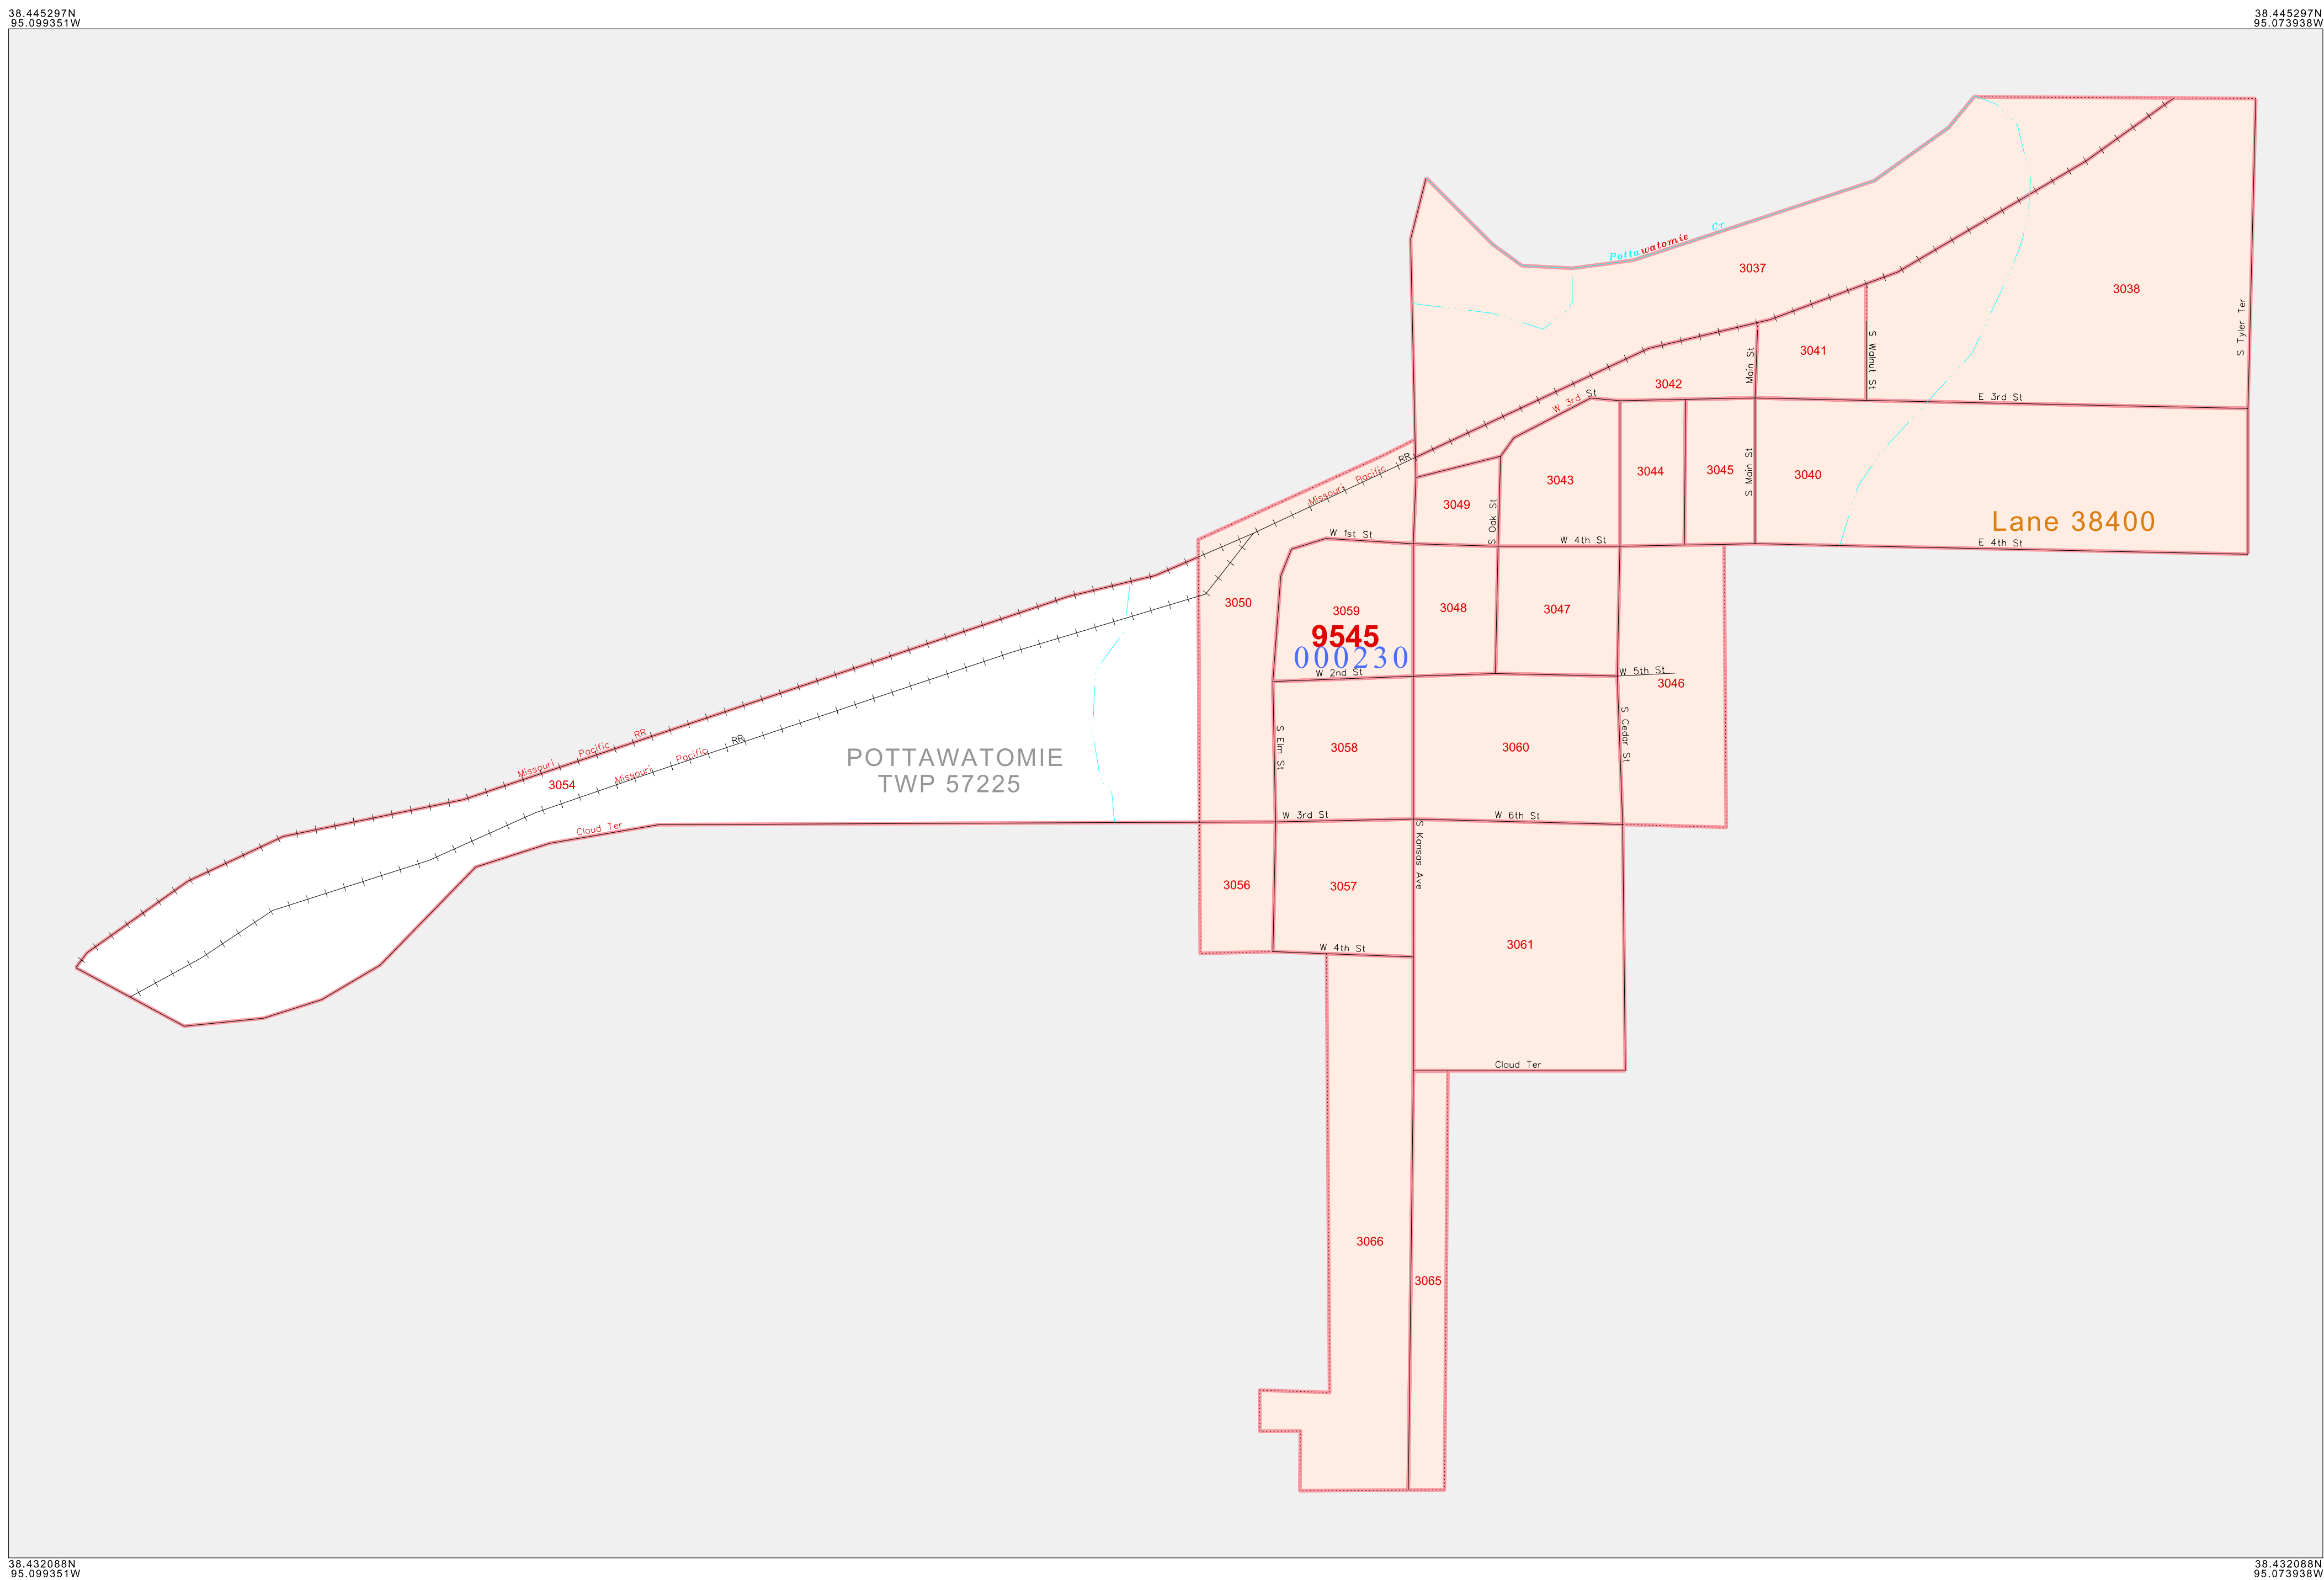 38.445297N
95.099351W
38.445297N
95.073938W
Pottawatomie Cr
3037
3038
S Tyler Ter
S Walnut St
3041
Main St
3042
W 3rd St
E 3rd St
Missouri Pacific RR
3043
3044
3045
S Main St
3040
3049
S Oak St
Lane 38400
W 1st St
W 4th St
E 4th St
3050
3059
3048
3047
9545
000230
W 2nd St
W 5th St
3046
S Elm St
3058
3060
S Cedar St
Missouri Pacific RR
Missouri Pacific RR
3054
POTTAWATOMIE
TWP 57225
Cloud Ter
W 3rd St
W 6th St
S Kansas Ave
3056
3057
W 4th St
3061
Cloud Ter
3066
3065
38.432088N
95.099351W
38.432088N
95.073938W